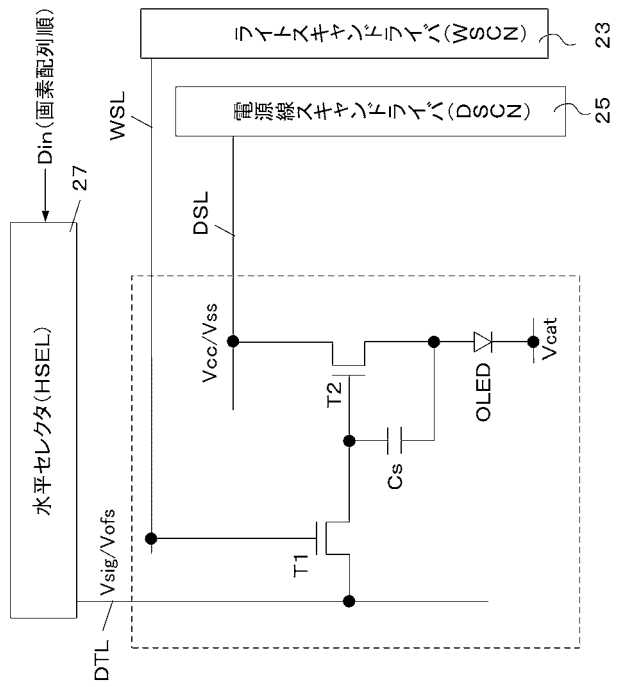 Din(画素配列順)
27
水平セレクタ(HSEL)
ライトスキャンドライバ(WSCN)
23
電源線スキャンドライバ(DSCN)
25
WSL
DSL
Vcc/Vss
Vsig/Vofs
DTL
T1
T2
Cs
OLED
Vcat